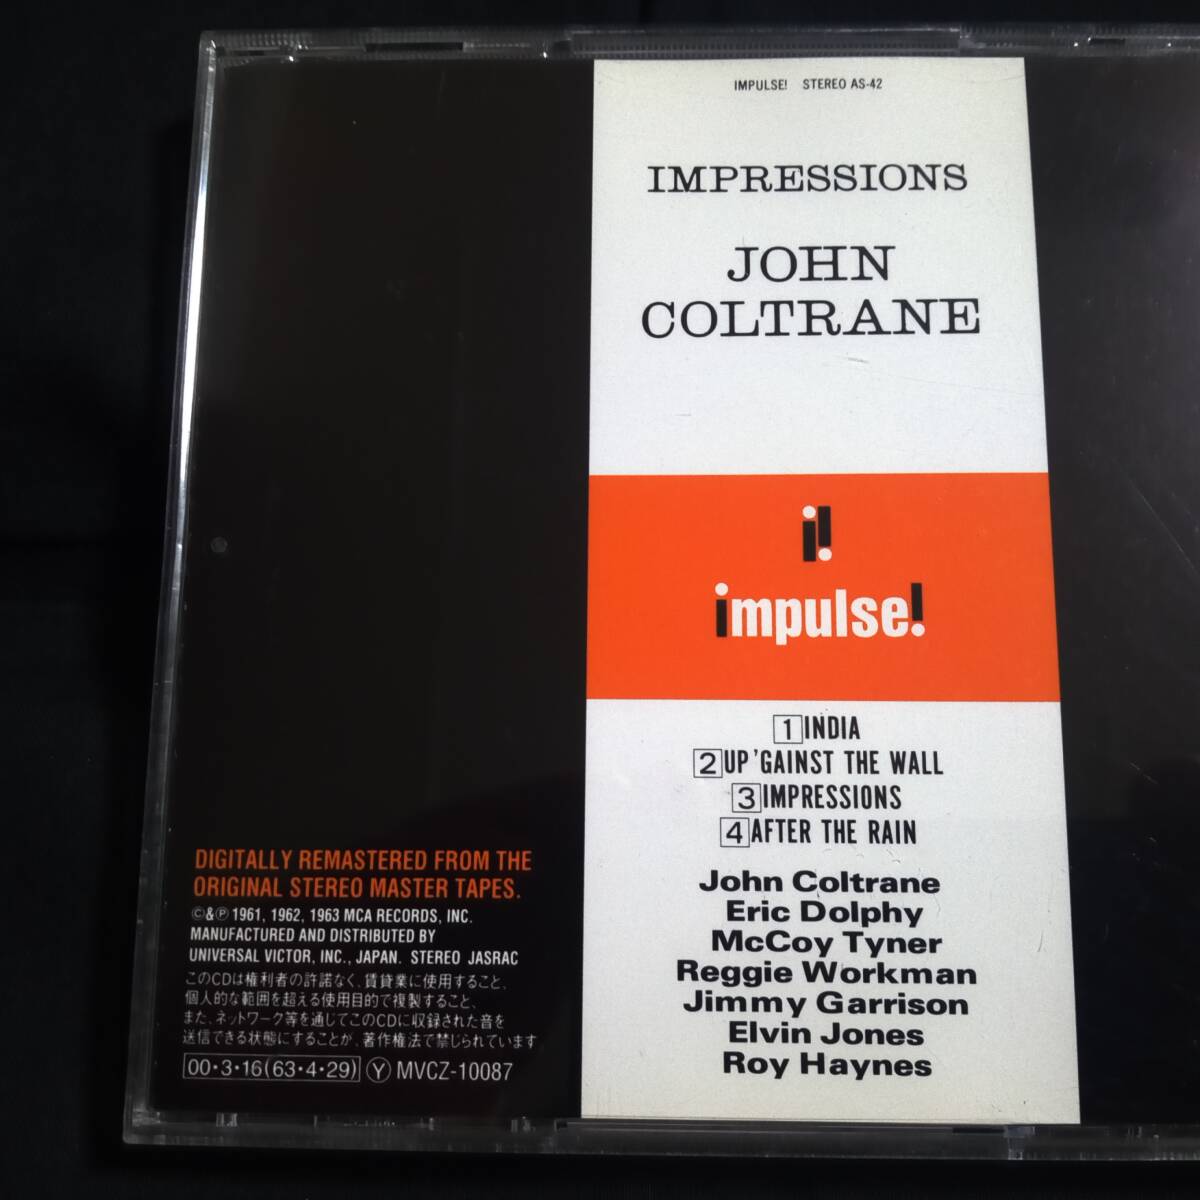 IMPULSE! STEREO AS-42
IMPRESSIONS
JOHN
COLTRANE
i!
impulse!
1 INDIA
2 UP 'GAINST THE WALL
3 IMPRESSIONS
4 AFTER THE RAIN
John Coltrane
Eric Dolphy
McCoy Tyner
Reggie Workman
Jimmy Garrison
Elvin Jones
Roy Haynes
DIGITALLY REMASTERED FROM THE
ORIGINAL STEREO MASTER TAPES.
©&℗ 1961, 1962, 1963 MCA RECORDS, INC.
MANUFACTURED AND DISTRIBUTED BY
UNIVERSAL VICTOR, INC., JAPAN. STEREO JASRAC
このCDは権利者の許諾なく、賃貸業に使用すること、
個人的な範囲を超える使用目的で複製すること、
また、ネットワーク等を通じてこのCDに収録された音を
送信できる状態にすることが、著作権法で禁じられています
00・3・16(63・4・29) Ⓨ MVCZ-10087